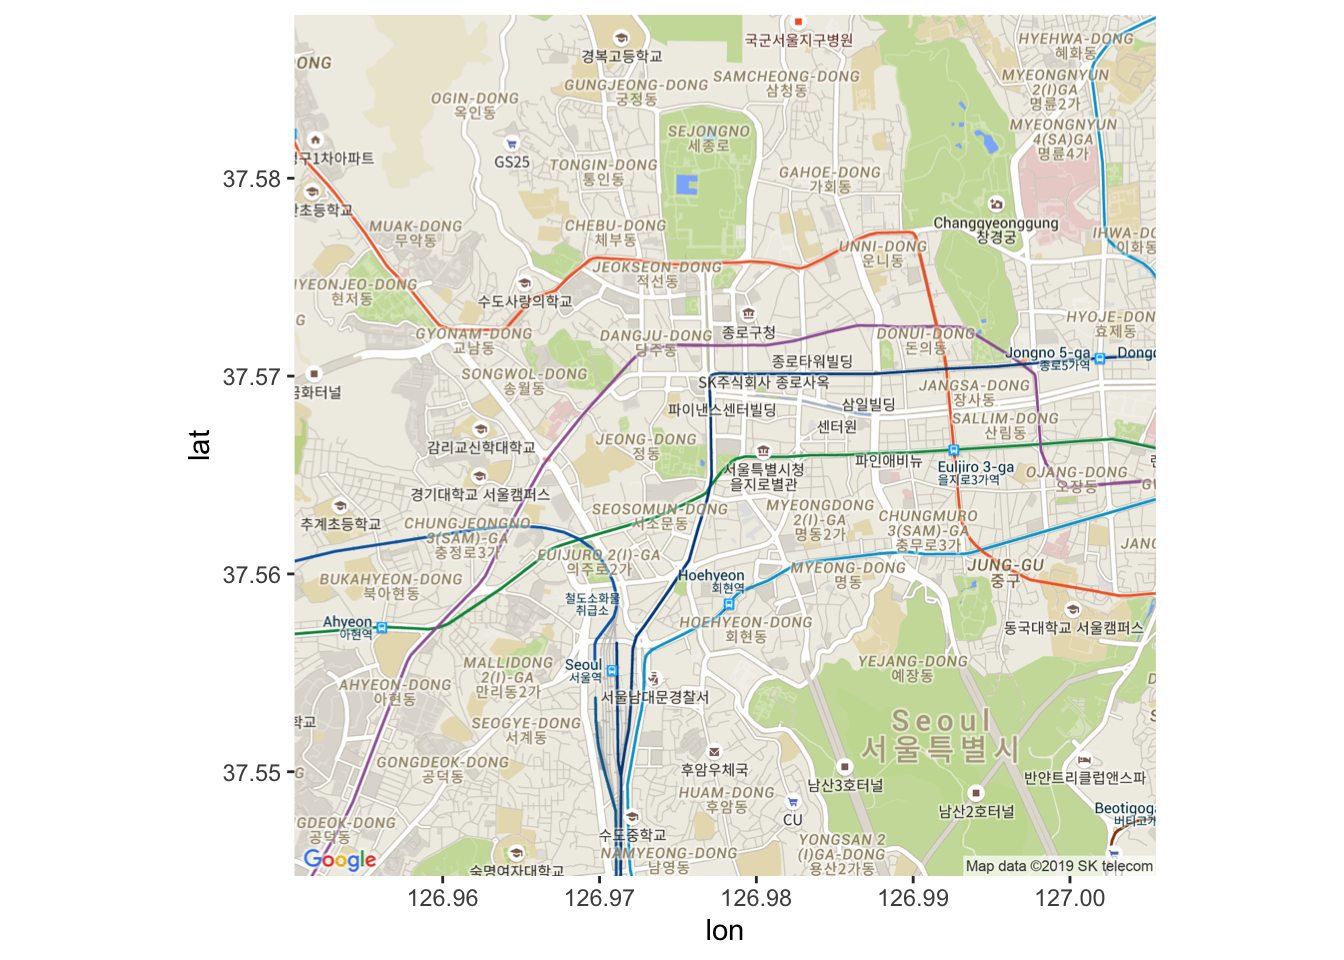 국군서울지구병원
경복고등학교
HYEHWA-DONG
혜화동
ONG
GUNGJEONG-DONG
궁정동
SAMCHEONG-DONG
삼청동
MYEONGNYUN
2(I)GA
명륜2가
OGIN-DONG
옥인동
MYEONGNYUN
4(SA)GA
명륜4가
SEJONGNO
세종로
GS25
구1차아파트
TONGIN-DONG
통인동
GAHOE-DONG
가회동
37.58
초등학교
MUAK-DONG
무악동
CHEBU-DONG
체부동
Changgyeonggung
창경궁
UNNI-DONG
운니동
IHWA-DO
이화동
JEOKSEON-DONG
적선동
YEONJEO-DONG
현저동
수도사랑의학교
G
GYONAM-DONG
교남동
DANGJU-DONG
당주동
종로구청
DONUI-DONG
돈의동
HYOJE-DON
효제동
Jongno 5-ga
종로5가역
Dong
종로타워빌딩
37.57
SONGWOL-DONG
송월동
SK주식회사 종로사옥
JANGSA-DONG
장사동
금화터널
파이낸스센터빌딩
삼일빌딩
센터원
SALLIM-DONG
산림동
lat
감리교신학대학교
JEONG-DONG
정동
서울특별시청
을지로별관
파인애비뉴
Euljiro 3-ga
을지로3가역
OJANG-DONG
오장동
경기대학교 서울캠퍼스
추계초등학교
CHUNGJEONGNO
3(SAM)-GA
충정로3가
SEOSOMUN-DONG
서소문동
MYEONGDONG
2(I)-GA
명동2가
CHUNGMURO
3(SAM)-GA
충무로3가
JANG
EUIJURO 2(I)-GA
의주로2가
37.56
BUKAHYEON-DONG
북아현동
철도소화물
취급소
Hoehyeon
회현역
MYEONG-DONG
명동
JUNG-GU
중구
Ahyeon
아현역
HOEHYEON-DONG
회현동
동국대학교 서울캠퍼스
MALLIDONG
2(I)-GA
만리동2가
Seoul
서울역
YEJANG-DONG
예장동
AHYEON-DONG
아현동
서울남대문경찰서
학교
SEOGYE-DONG
서계동
Seoul
서울특별시
37.55
GONGDEOK-DONG
공덕동
후암우체국
남산3호터널
반얀트리클럽앤스파
HUAM-DONG
후암동
CU
남산2호터널
Beotigoga
버티고개
GDEOK-DONG
공덕동
수도중학교
YONGSAN 2
(I)GA-DONG
용산2가동
NAMYEONG-DONG
남영동
숙명여자대학교
Google
Map data ©2019 SK telecom
126.96
126.97
126.98
126.99
127.00
lon